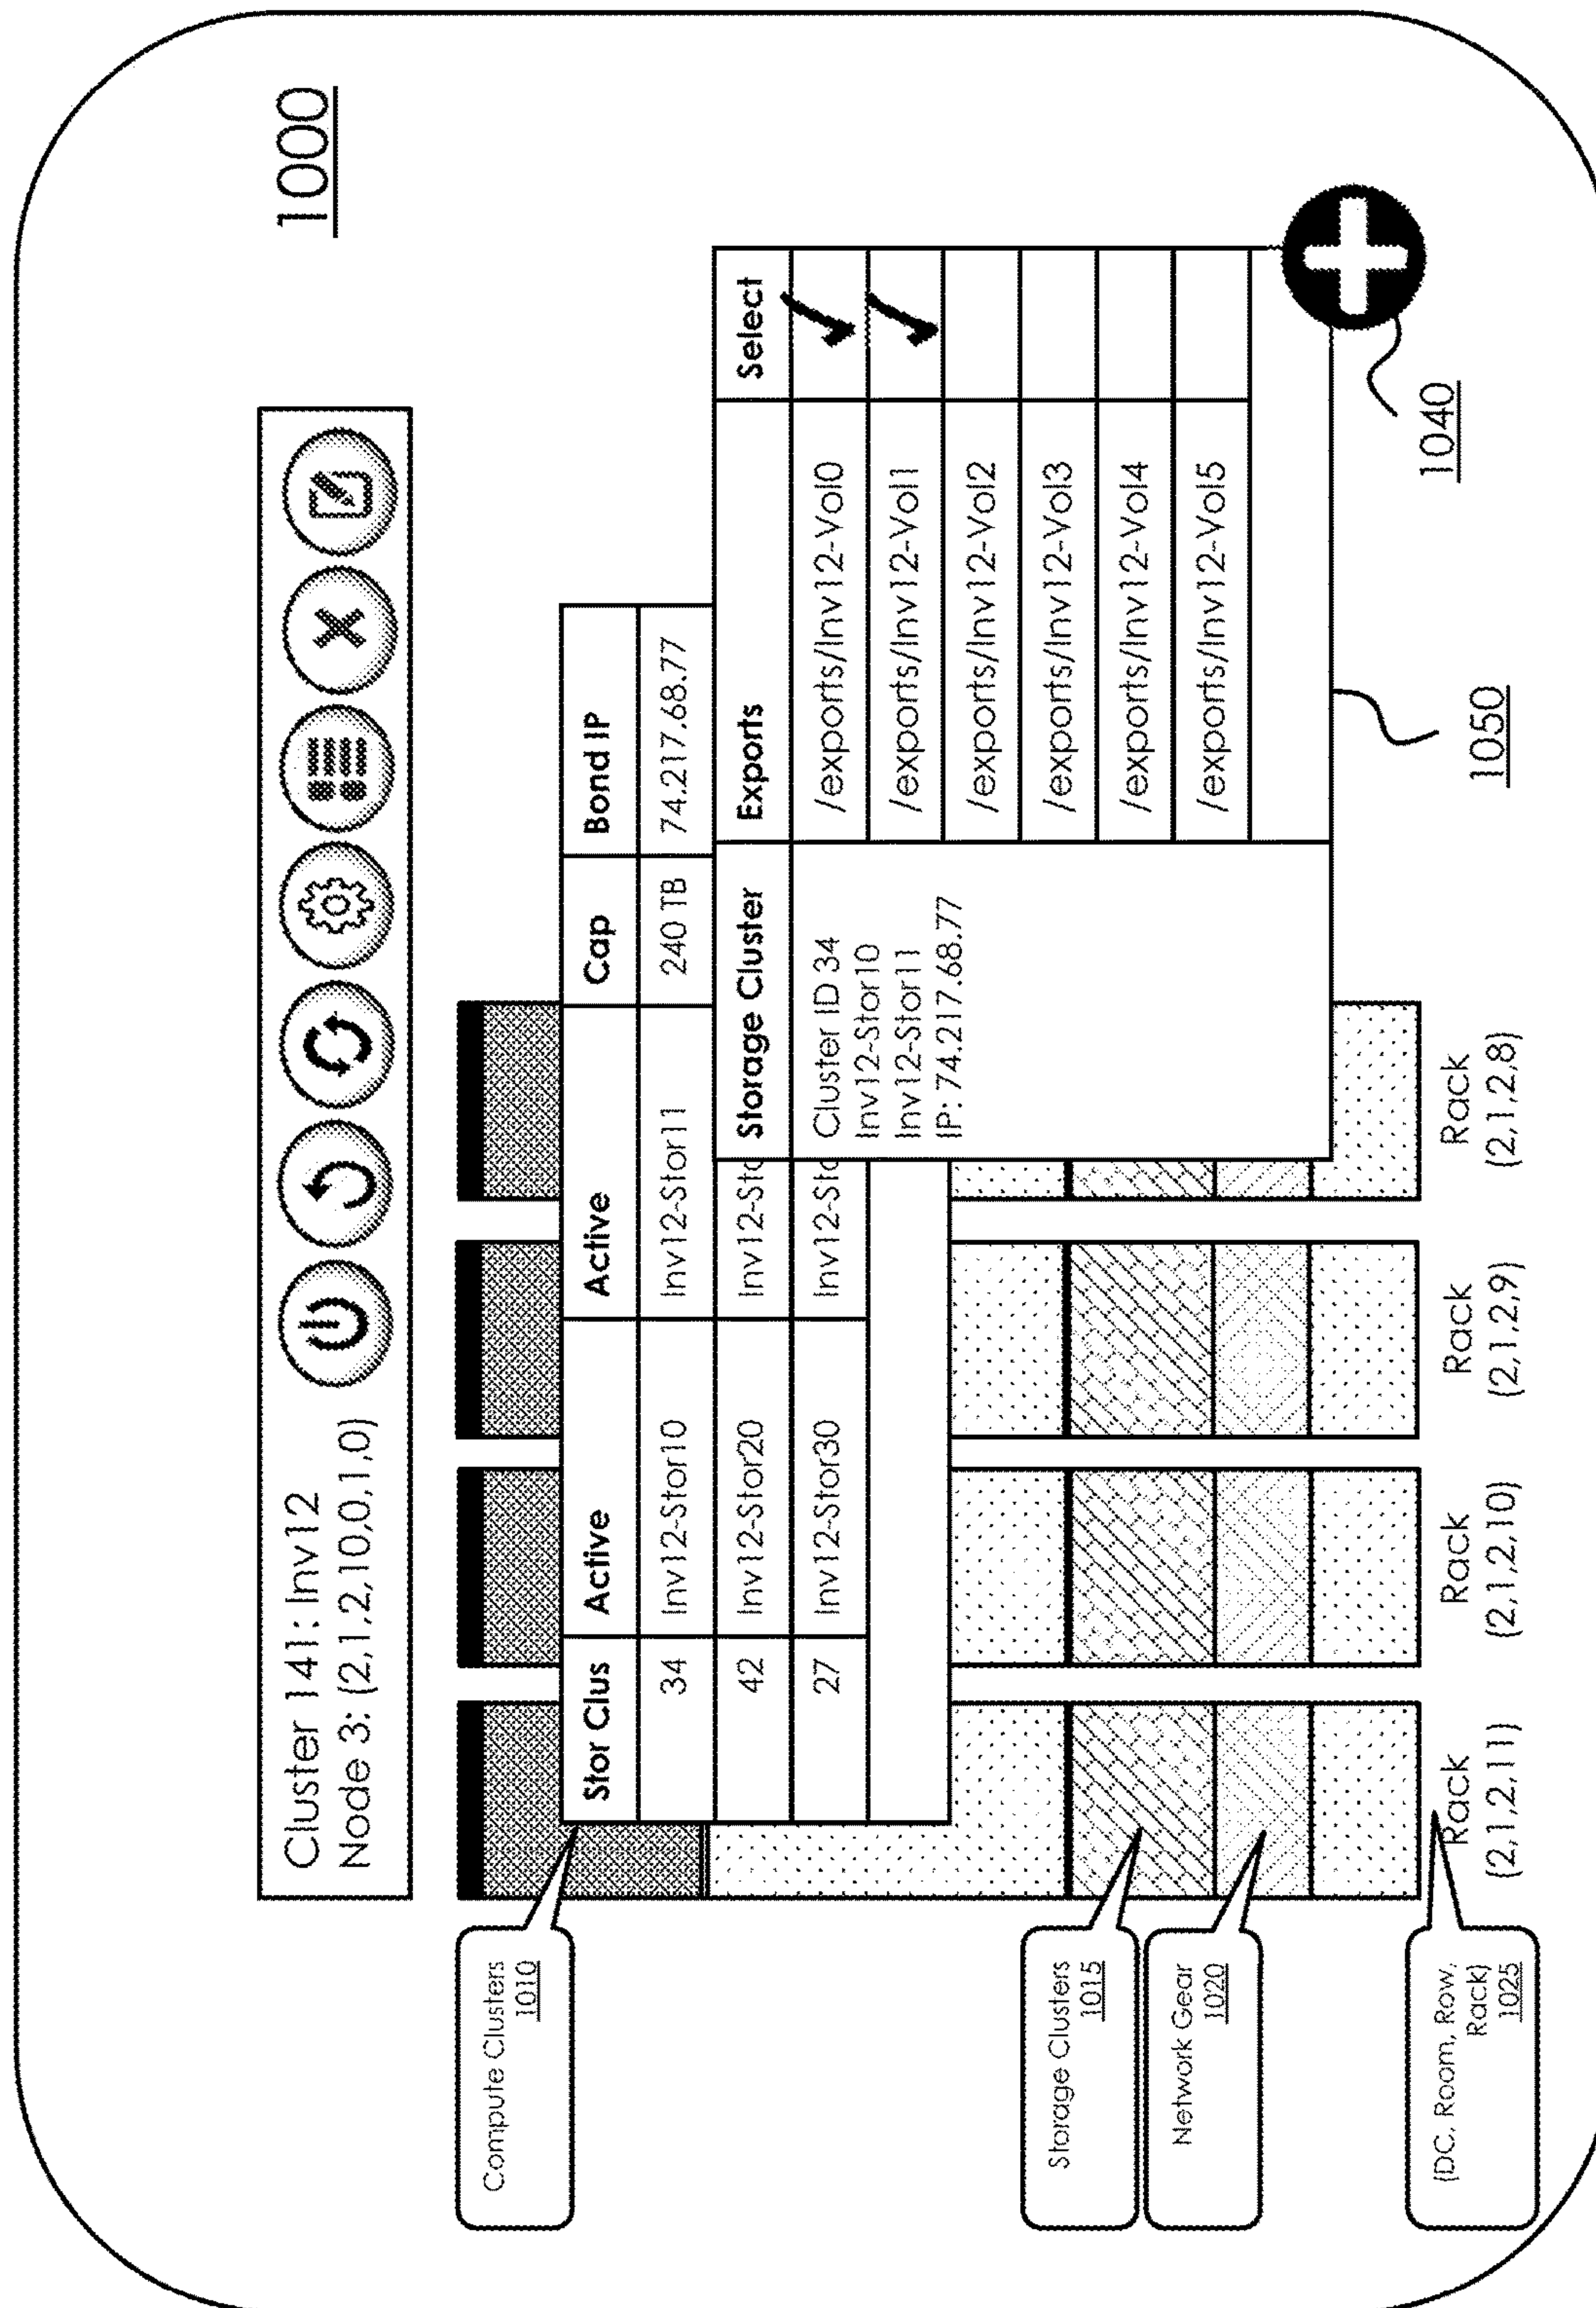 1000
Cluster 141: Inv12
Node 3: {2,1,2,10,0,1,0}
Compute Clusters
1010
Stor Clus Active Active Cap Bond IP
34 Inv12-Stor10 Inv12-Stor11 240 TB 74.217.68.77
42 Inv12-Stor20 Inv12-Sto
27 Inv12-Stor30 Inv12-Sto
Storage Cluster Exports Select
Cluster ID 34
Inv12-Stor10
Inv12-Stor11
IP: 74.217.68.77
/exports/Inv12-Vol0
/exports/Inv12-Vol1
/exports/Inv12-Vol2
/exports/Inv12-Vol3
/exports/Inv12-Vol4
/exports/Inv12-Vol5
Storage Clusters
1015
Network Gear
1020
{DC, Room, Row,
Rack}
1025
Rack
{2,1,2,11}
Rack
{2,1,2,10}
Rack
{2,1,2,9}
Rack
{2,1,2,8}
1040
1050